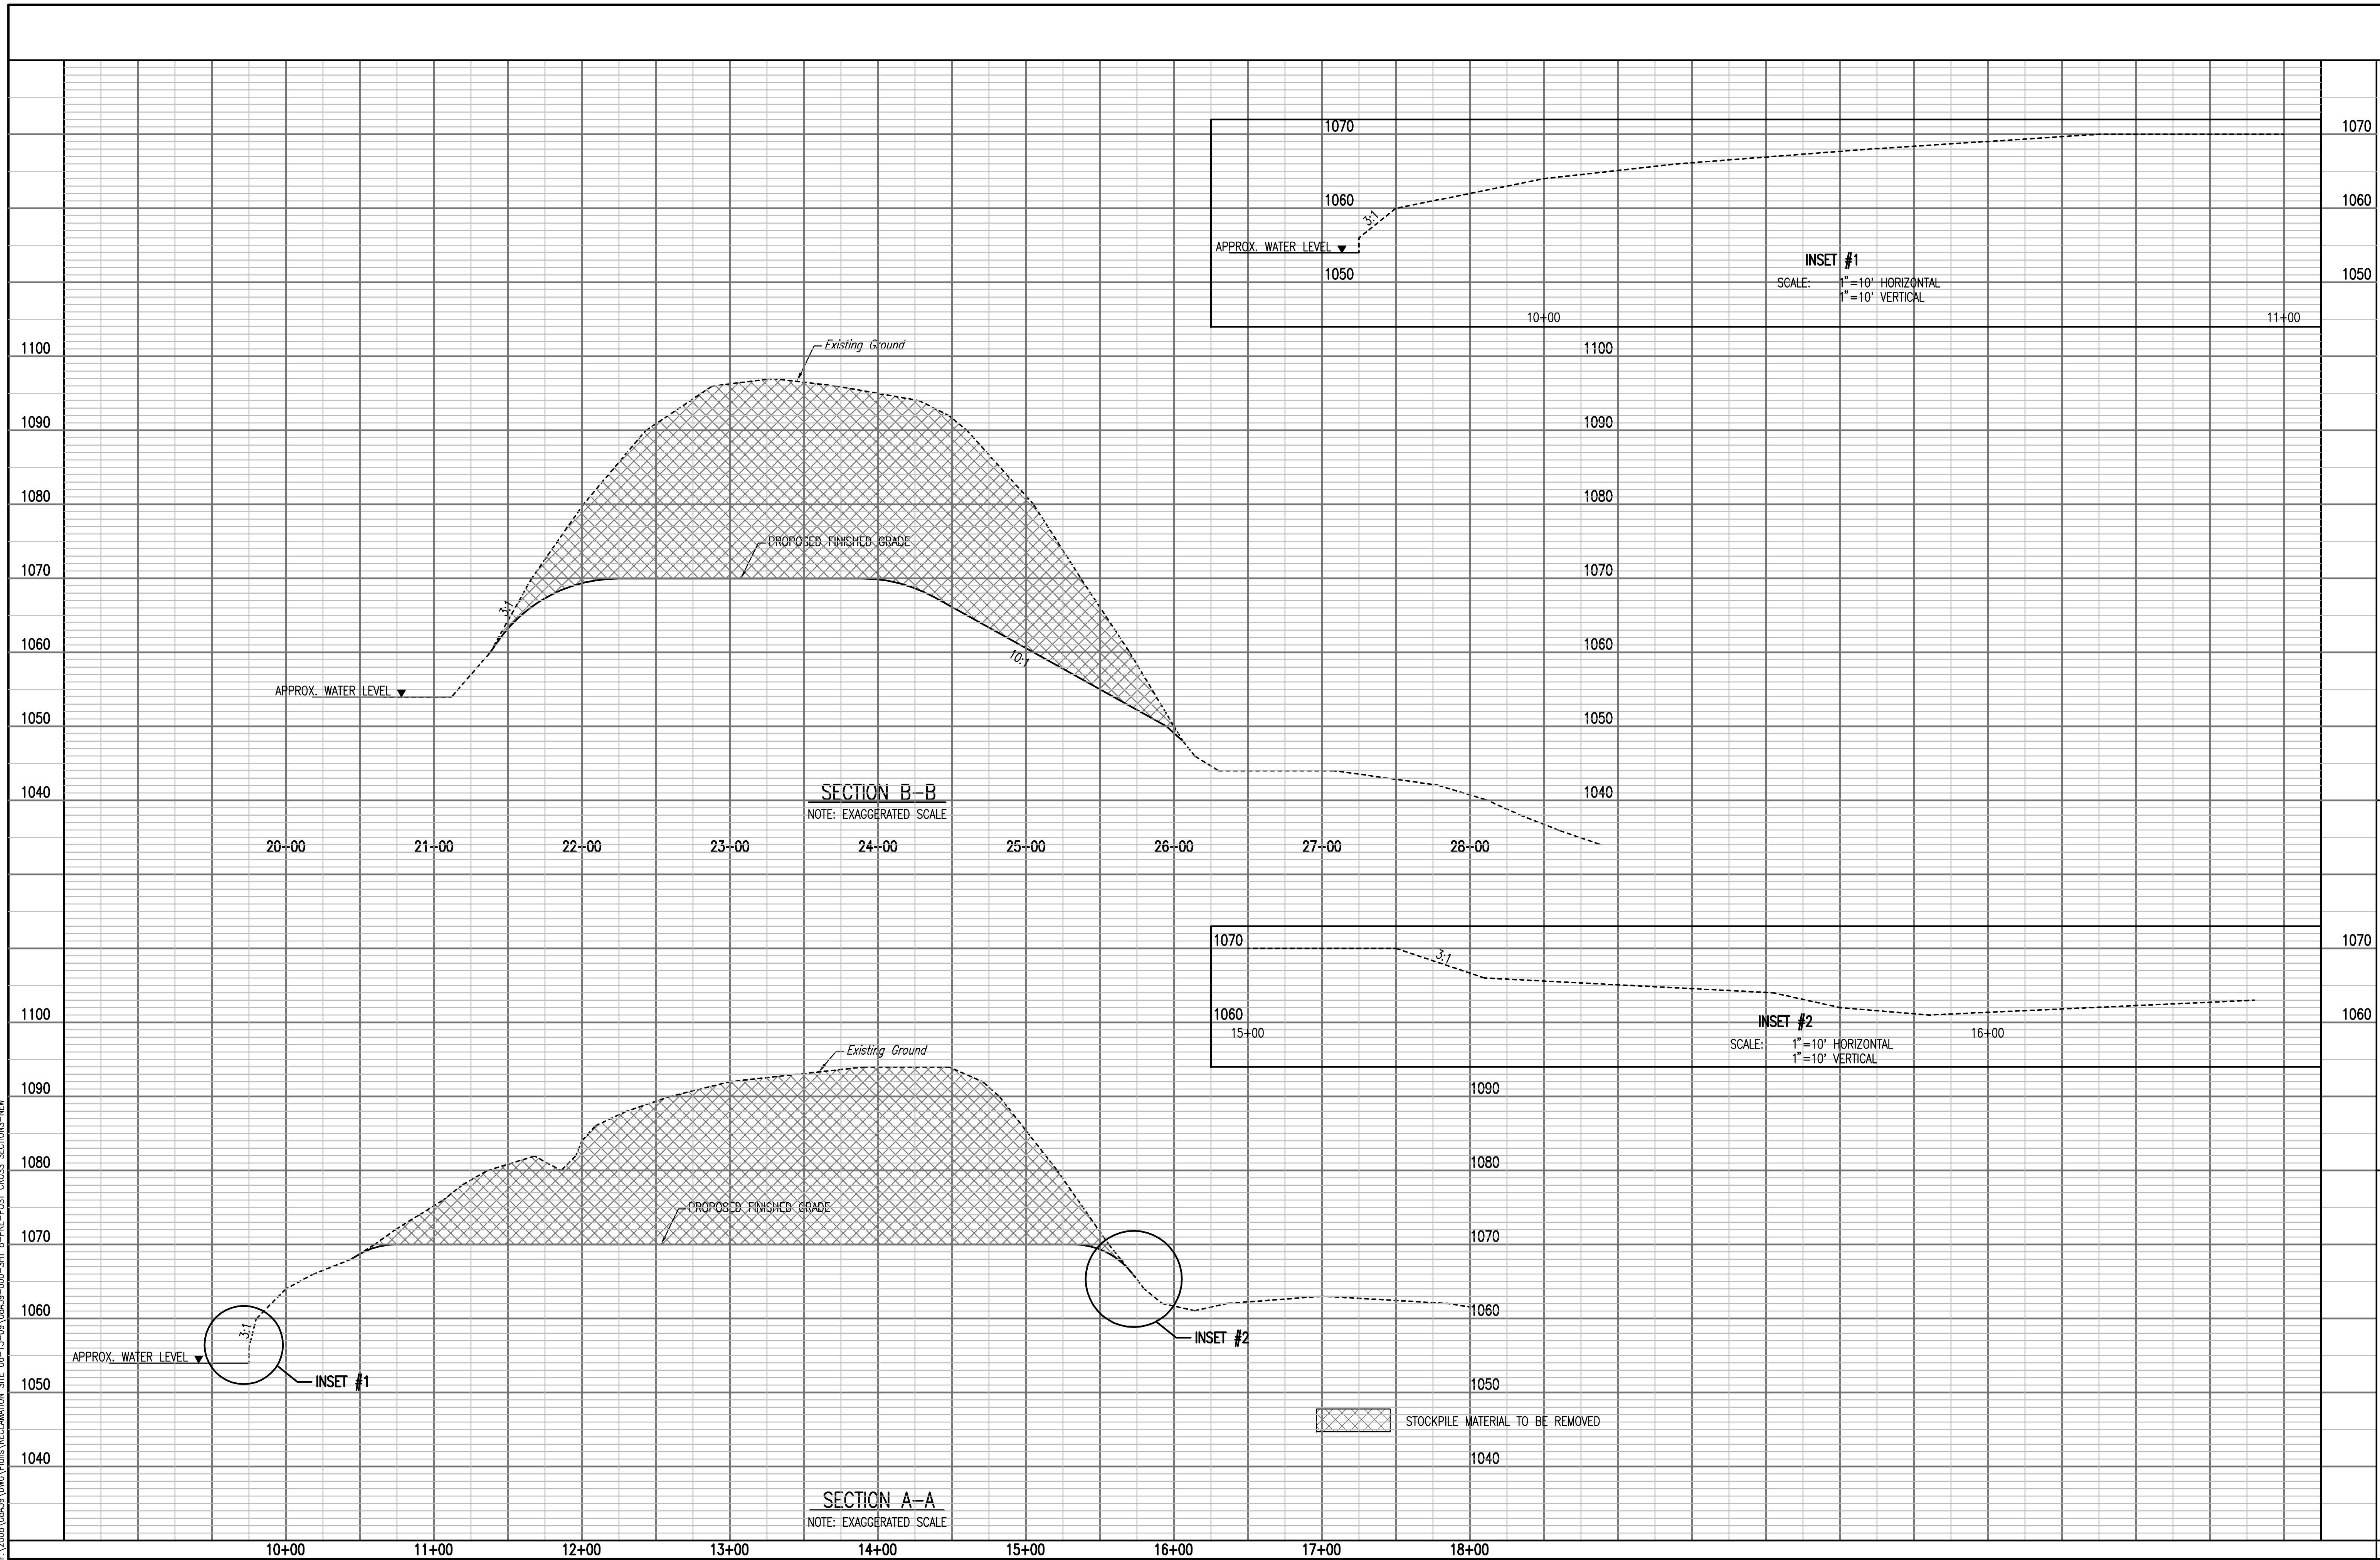 1070
1070
1060
1060
3:1
APPROX. WATER LEVEL
1050
1050
INSET #1
SCALE: 1"=10' HORIZONTAL
1"=10' VERTICAL
10+00
11+00
1100
1100
Existing Ground
1090
1090
1080
1080
PROPOSED FINISHED GRADE
1070
1070
3:1
1060
1060
10:1
APPROX. WATER LEVEL
1050
1050
SECTION B-B
NOTE: EXAGGERATED SCALE
1040
1040
20+00 21+00 22+00 23+00 24+00 25+00 26+00 27+00 28+00
1070
1070
3:1
1060
1060
15+00
16+00
INSET #2
SCALE: 1"=10' HORIZONTAL
1"=10' VERTICAL
1100
Existing Ground
1090
1090
1080
1080
PROPOSED FINISHED GRADE
1070
1070
1060
1060
3:1
INSET #2
APPROX. WATER LEVEL
INSET #1
1050
1050
STOCKPILE MATERIAL TO BE REMOVED
1040
1040
SECTION A-A
NOTE: EXAGGERATED SCALE
10+00 11+00 12+00 13+00 14+00 15+00 16+00 17+00 18+00